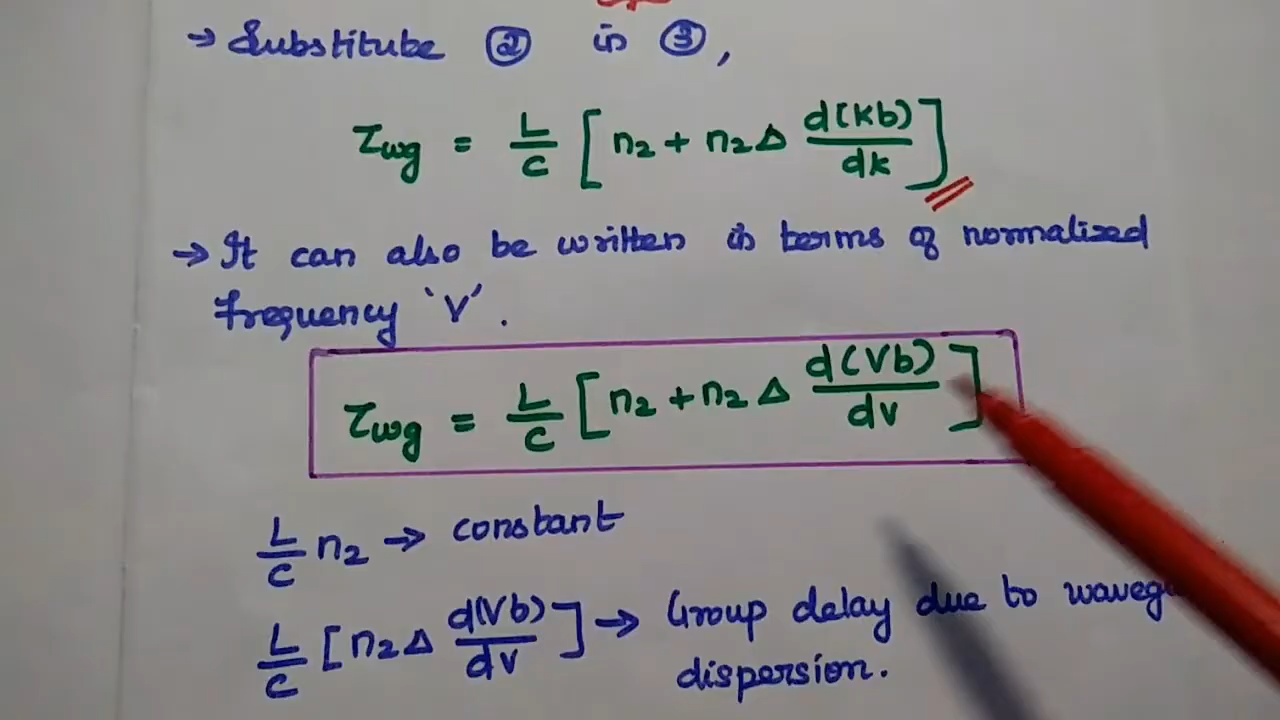 → Substitute ② in ③,
τwg = L/c [n₂ + n₂Δ d(kb)/dk]
→ It can also be written in terms of normalized
frequency 'V'.
τwg = L/c [n₂ + n₂Δ d(Vb)/dv]
L/c n₂ → constant
L/c [n₂Δ d(Vb)/dv] → Group delay due to
dispersion.